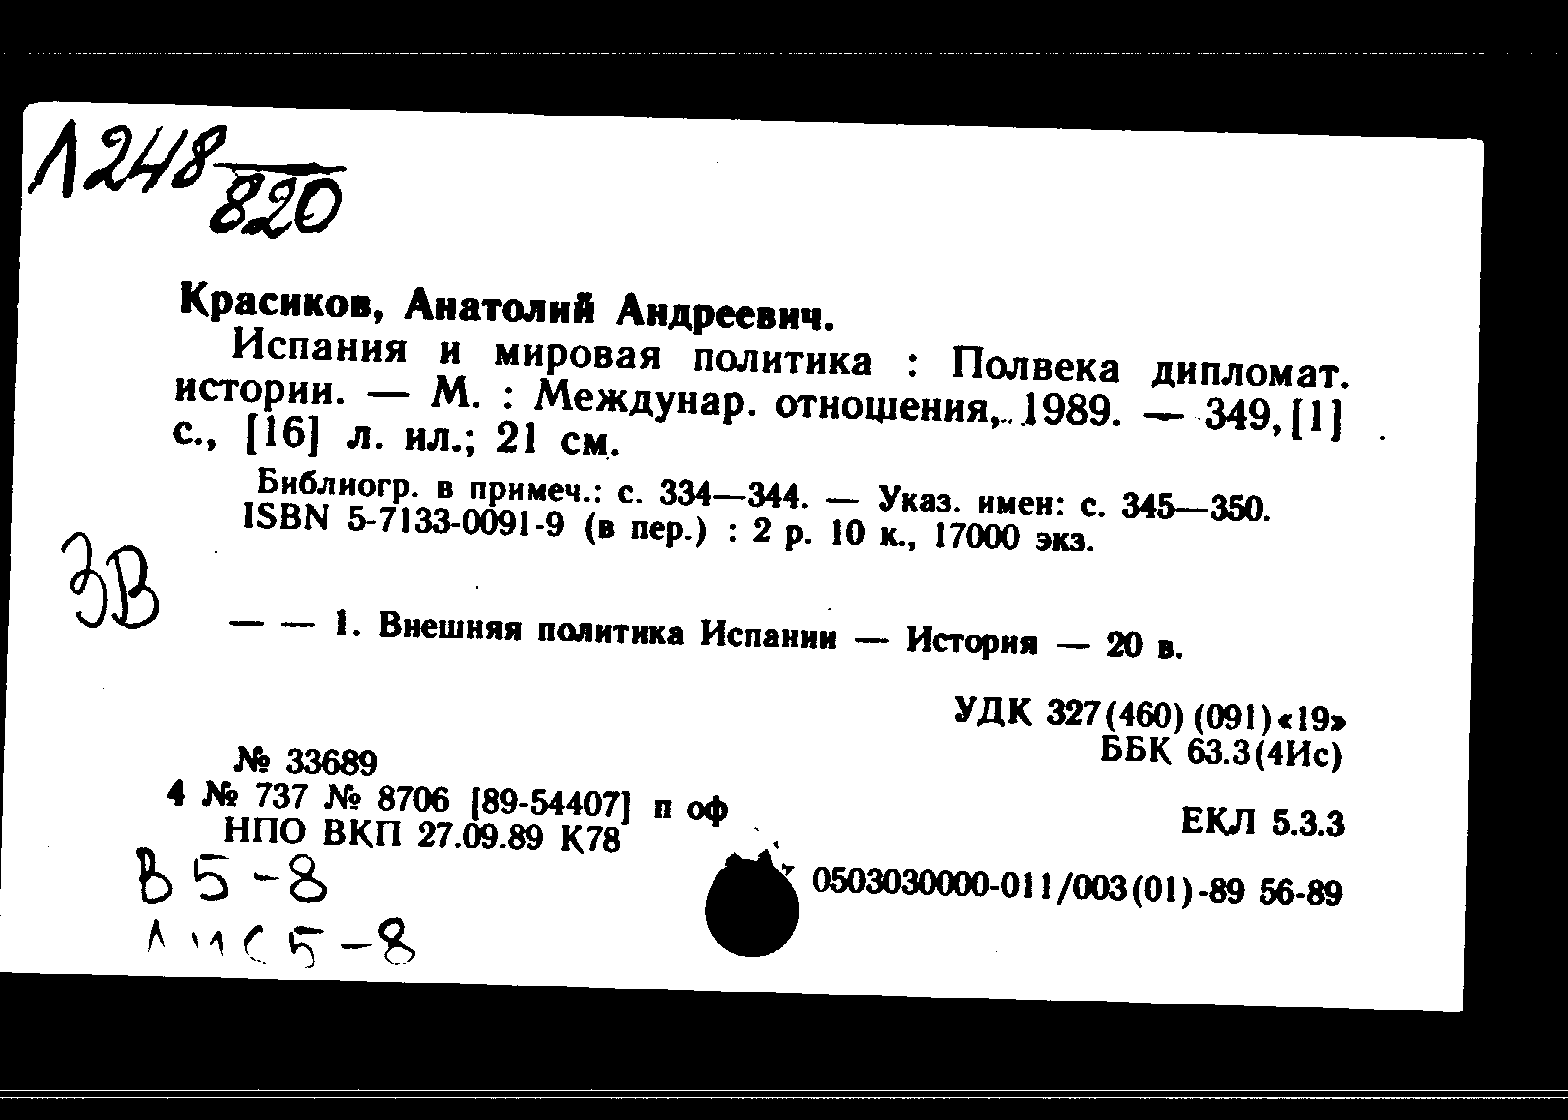 Л248
820
Красиков, Анатолий Андреевич.
Испания и мировая политика : Полвека дипломат.
истории. — М. : Междунар. отношения, 1989. — 349, [1]
с., [16] л. ил.; 21 см.
Библиогр. в примеч.: с. 334—344. — Указ. имен: с. 345—350.
ISBN 5-7133-0091-9 (в пер.) : 2 р. 10 к., 17000 экз.
ЗВ
— — 1. Внешняя политика Испании — История — 20 в.
УДК 327(460)(091)«19»
ББК 63.3(4Ис)
№ 33689
4 № 737 № 8706 [89-54407] п оф
ЕКЛ 5.3.3
НПО ВКП 27.09.89 К78
0503030000-011/003(01)-89 56-89
В 5-8
5-8